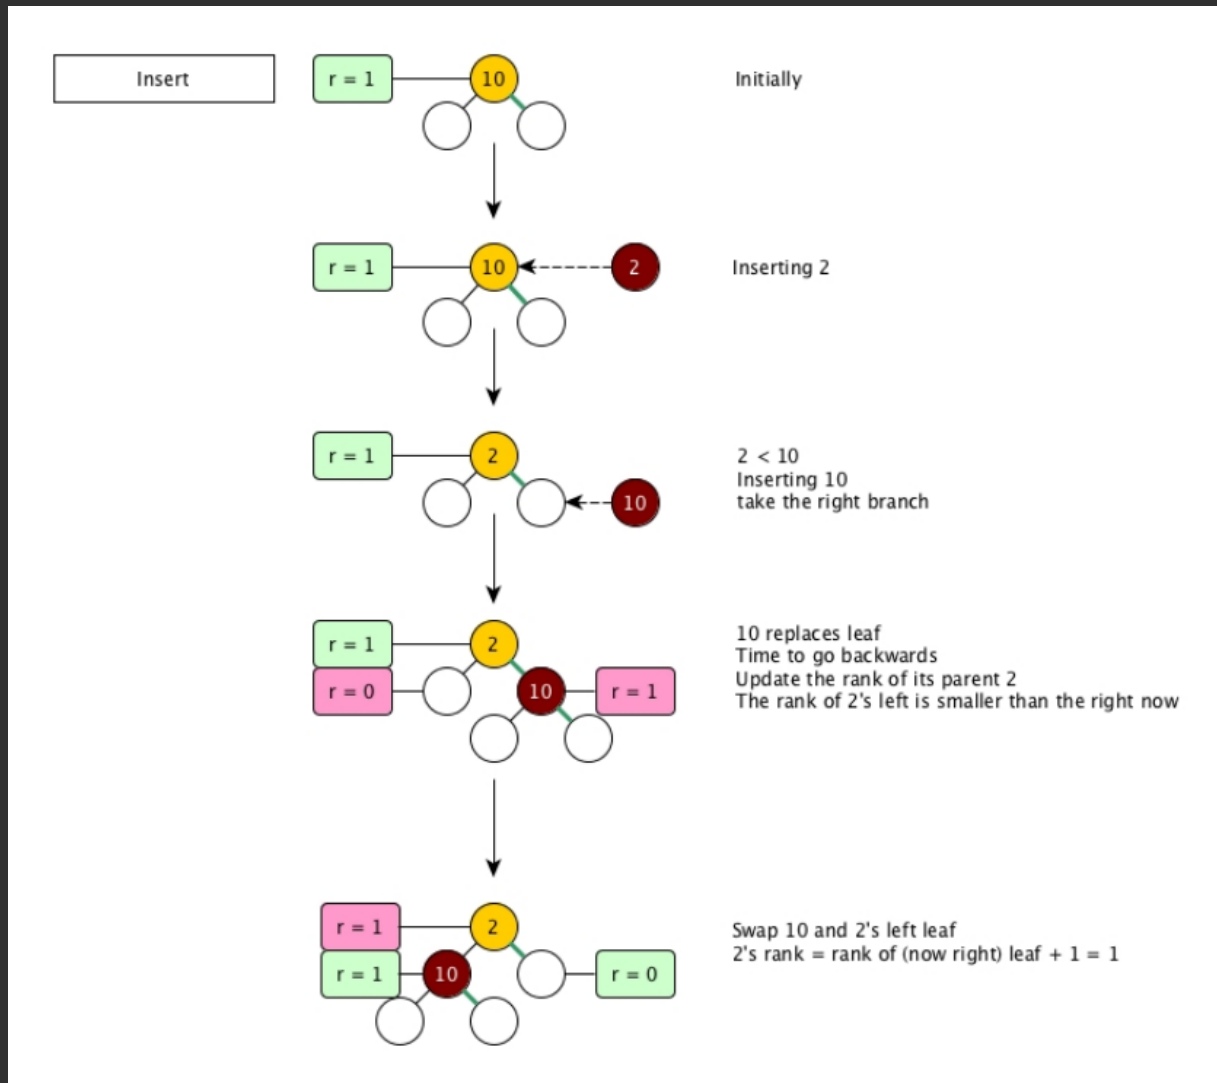 Insert
r = 1
10
Initially
r = 1
10
2
Inserting 2
r = 1
2
10
2 < 10
Inserting 10
take the right branch
r = 1
2
r = 0
10
r = 1
10 replaces leaf
Time to go backwards
Update the rank of its parent 2
The rank of 2's left is smaller than the right now
r = 1
2
r = 1
10
r = 0
Swap 10 and 2's left leaf
2's rank = rank of (now right) leaf + 1 = 1